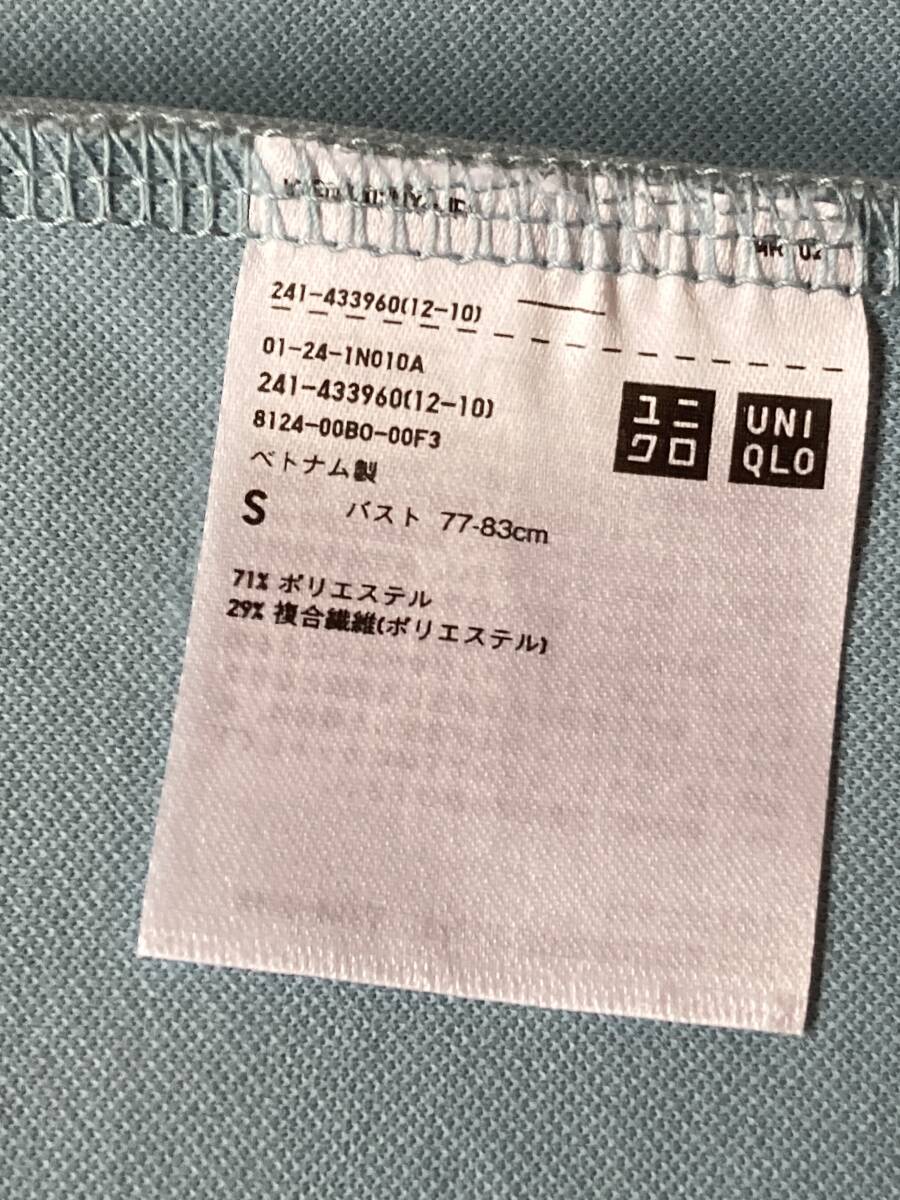 241-433960(12-10)
01-24-1N010A
241-433960(12-10)
8124-00B0-00F3
ベトナム製
S バスト 77-83cm
71% ポリエステル
29% 複合繊維(ポリエステル)
ユニ
クロ
UNI
QLO